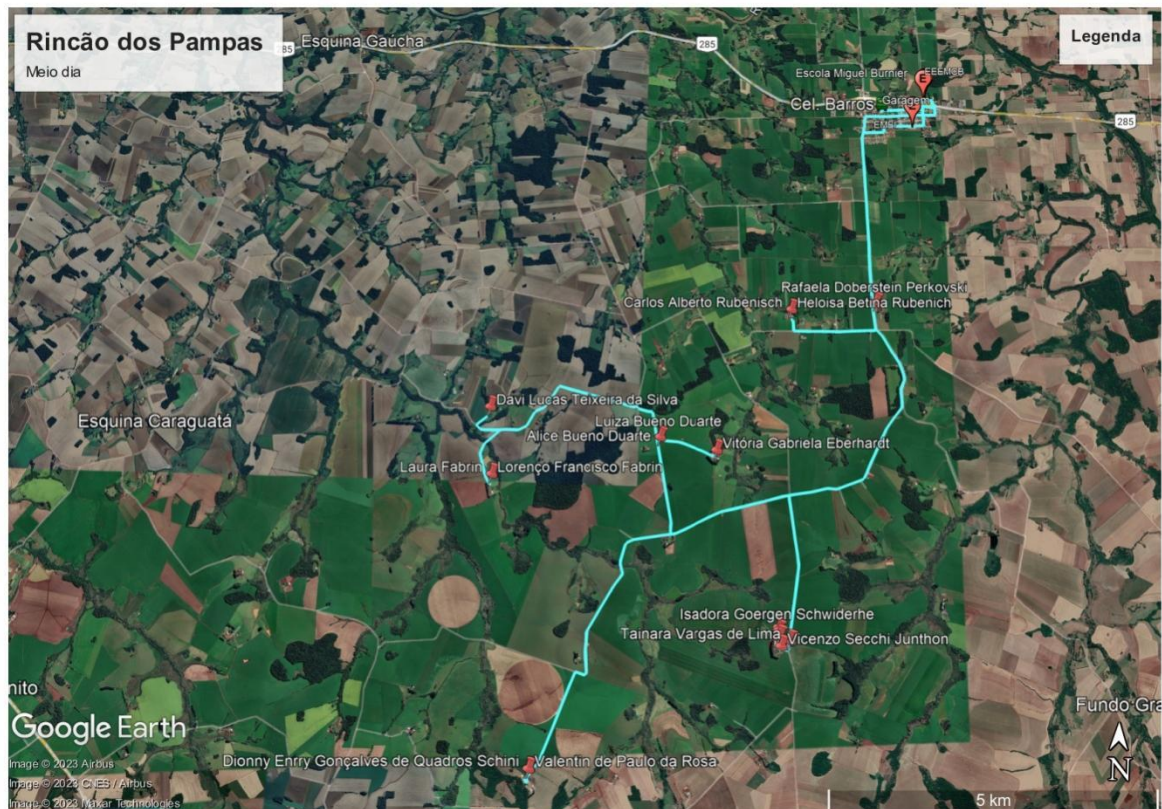 Rincão dos Pampas
Meio dia
Legenda
285
Esquina Gaúcha
285
Escola Miguel Burnier
EEEMCB
Cel. Barros
Garagem
285
Rafaela Doberstein Perkovski
Carlos Alberto Rubenisch
Heloisa Betina Rubenich
Davi Lucas Teixeira da Silva
Esquina Caraguatá
Luiza Bueno Duarte
Alice Bueno Duarte
Vitória Gabriela Eberhardt
Laura Fabrin
Lorenço Francisco Fabrin
Isadora Goergen Schwiderhe
Tainara Vargas de Lima
Vicenzo Secchi Junthon
nito
Fundo Gra
Google Earth
Dionny Enrry Gonçalves de Quadros Schini
Valentin de Paulo da Rosa
N
Image © 2023 Airbus
Image © 2023 CNES / Airbus
Image © 2023 Maxar Technologies
5 km